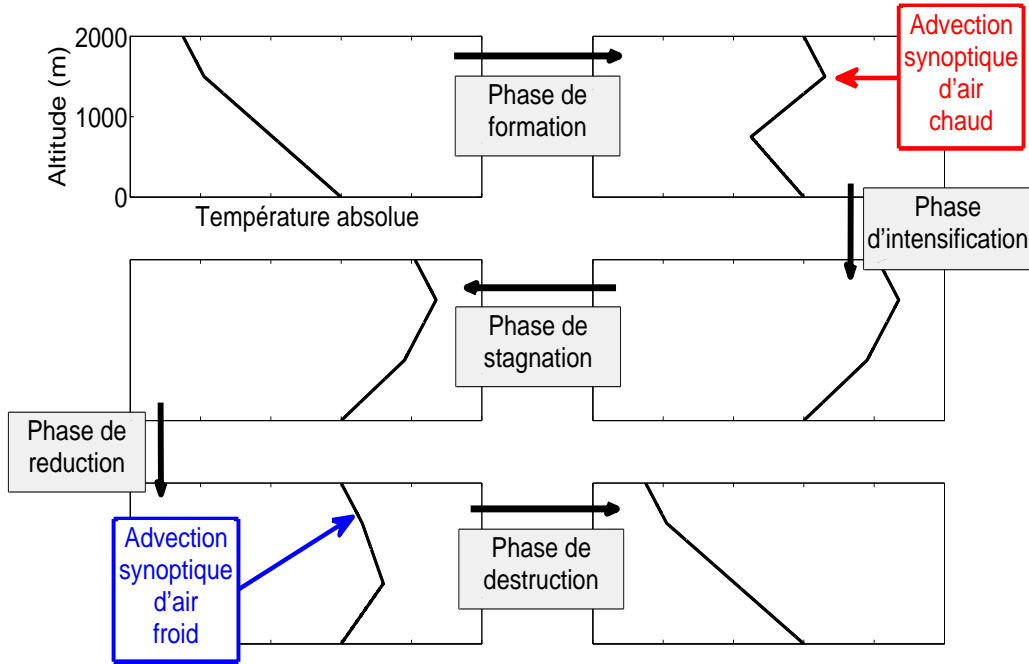 2000
1000
0
Altitude (m)
Température absolue
Phase de
formation
Advection
synoptique
d'air
chaud
Phase
d'intensification
Phase de
stagnation
Phase de
reduction
Advection
synoptique
d'air
froid
Phase de
destruction